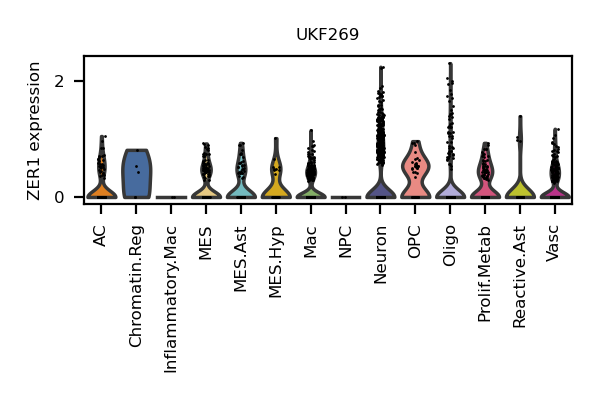 UKF269
ZER1 expression
2
0
AC
Chromatin.Reg
Inflammatory.Mac
MES
MES.Ast
MES.Hyp
Mac
NPC
Neuron
OPC
Oligo
Prolif.Metab
Reactive.Ast
Vasc